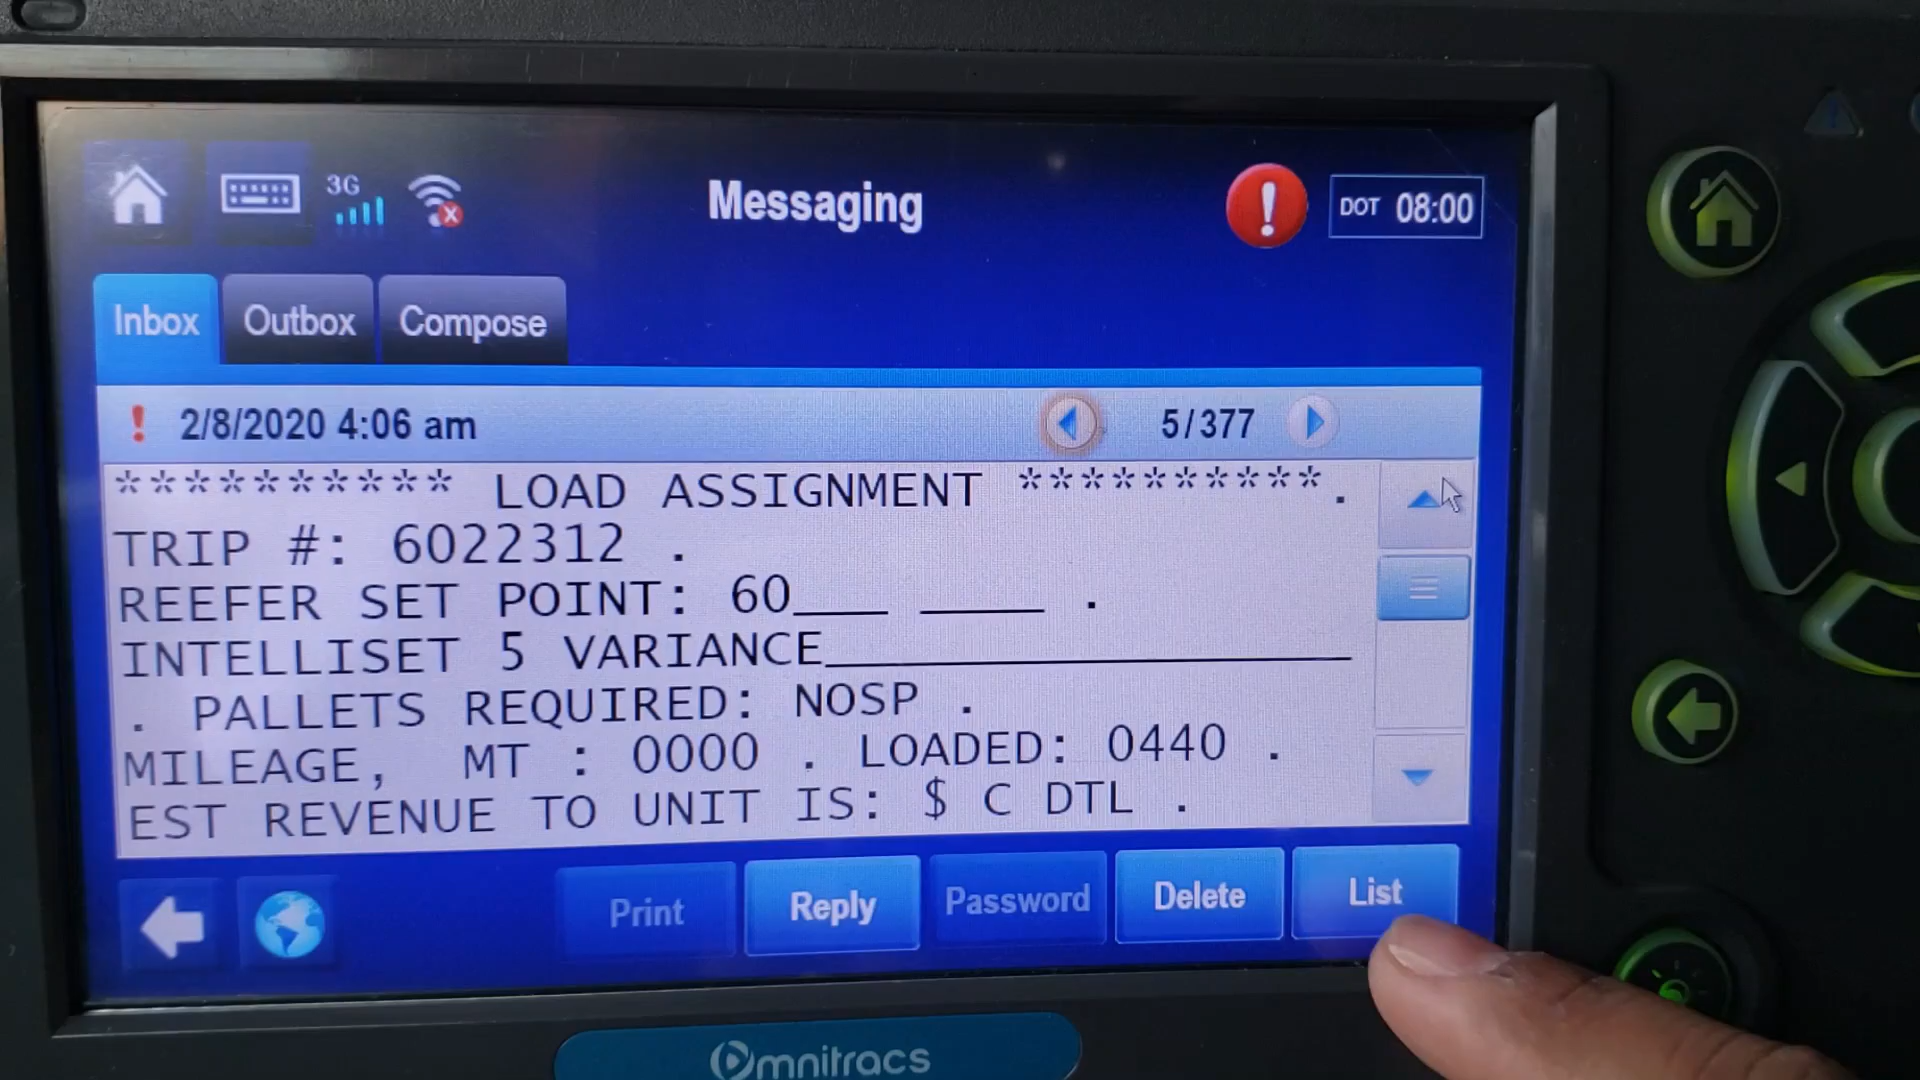 3G
Messaging
DOT 08:00
Inbox Outbox Compose
! 2/8/2020 4:06 am 5/377
********** LOAD ASSIGNMENT **********.
TRIP #: 6022312 .
REEFER SET POINT: 60___ ____ .
INTELLISET 5 VARIANCE_________________
. PALLETS REQUIRED: NOSP .
MILEAGE, MT : 0000 . LOADED: 0440 .
EST REVENUE TO UNIT IS: $ C DTL .
Print Reply Password Delete List
Omnitracs